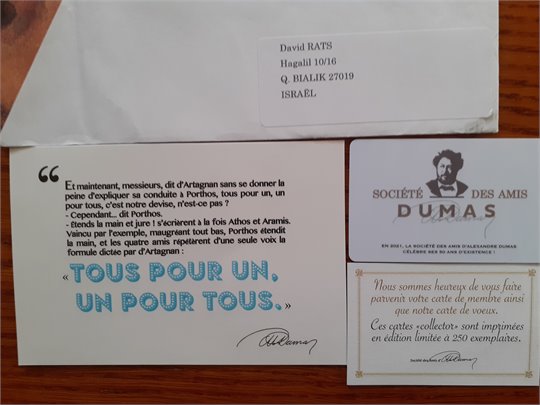 David RATS
Hagalil 10/16
Q. BIALIK 27019
ISRAËL
“
Et maintenant, messieurs, dit d'Artagnan sans se donner la
peine d'expliquer sa conduite à Porthos, tous pour un, un
pour tous, c'est notre devise, n'est-ce pas ?
- Cependant... dit Porthos.
- Étends la main et jure ! s'écrièrent à la fois Athos et Aramis.
Vaincu par l'exemple, maugréant tout bas, Porthos étendit
la main, et les quatre amis répétèrent d'une seule voix la
formule dictée par d'Artagnan :
« TOUS POUR UN,
UN POUR TOUS. »
SOCIÉTÉ DES AMIS
DUMAS
EN 2021, LA SOCIÉTÉ DES AMIS D'ALEXANDRE DUMAS
CÉLÈBRE SES 50 ANS D'EXISTENCE !
Nous sommes heureux de vous faire
parvenir votre carte de membre ainsi
que notre carte de voeux.
Ces cartes «collector» sont imprimées
en édition limitée à 250 exemplaires.